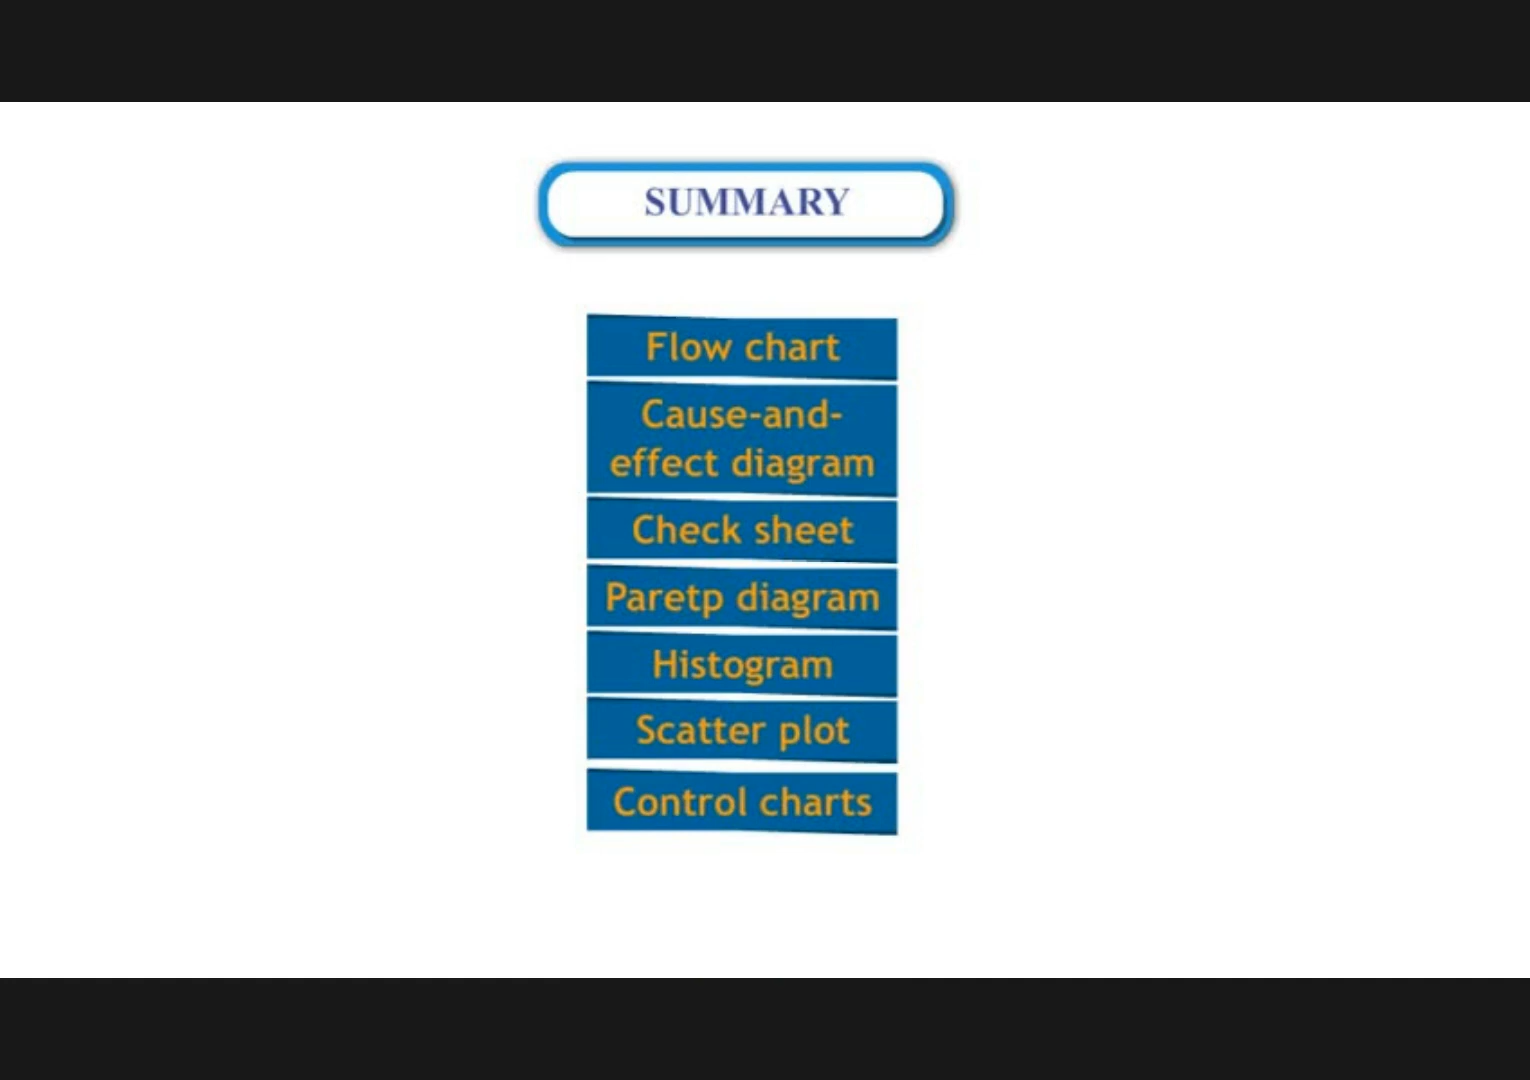 SUMMARY
Flow chart
Cause-and-
effect diagram
Check sheet
Paretp diagram
Histogram
Scatter plot
Control charts